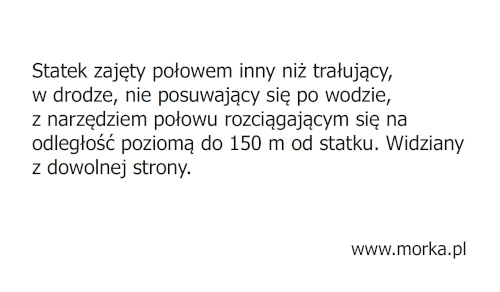 Statek zajęty połowem inny niż trałujący,
w drodze, nie posuwający się po wodzie,
z narzędziem połowu rozciągającym się na
odległość poziomą do 150 m od statku. Widziany
z dowolnej strony.
www.morka.pl